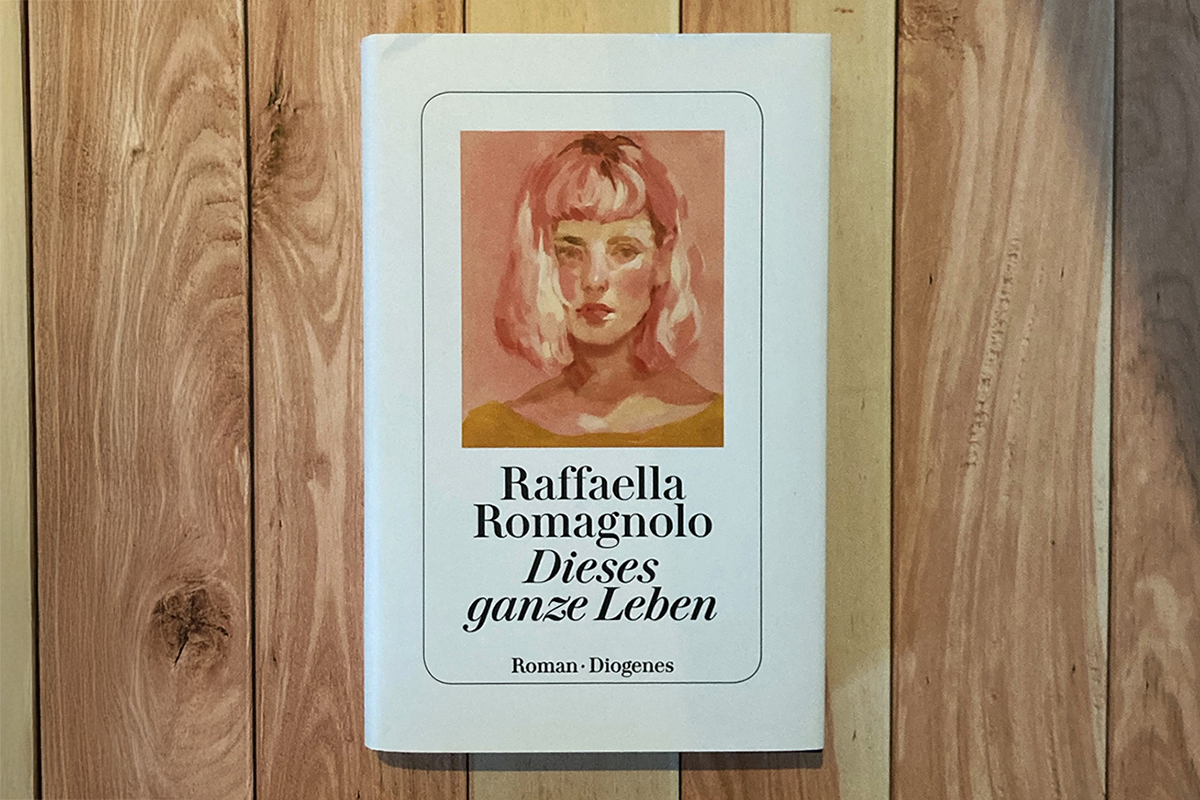 Raffaella
Romagnolo
Dieses
ganze Leben
Roman · Diogenes